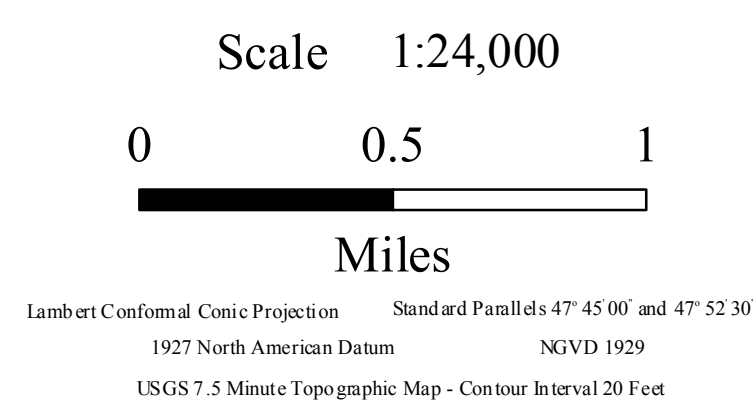 Scale 1:24,000
0 0.5 1
Miles
Lambert Conformal Conic Projection Standard Parallels 47° 45' 00" and 47° 52' 30"
1927 North American Datum NGVD 1929
USGS 7.5 Minute Topographic Map - Contour Interval 20 Feet